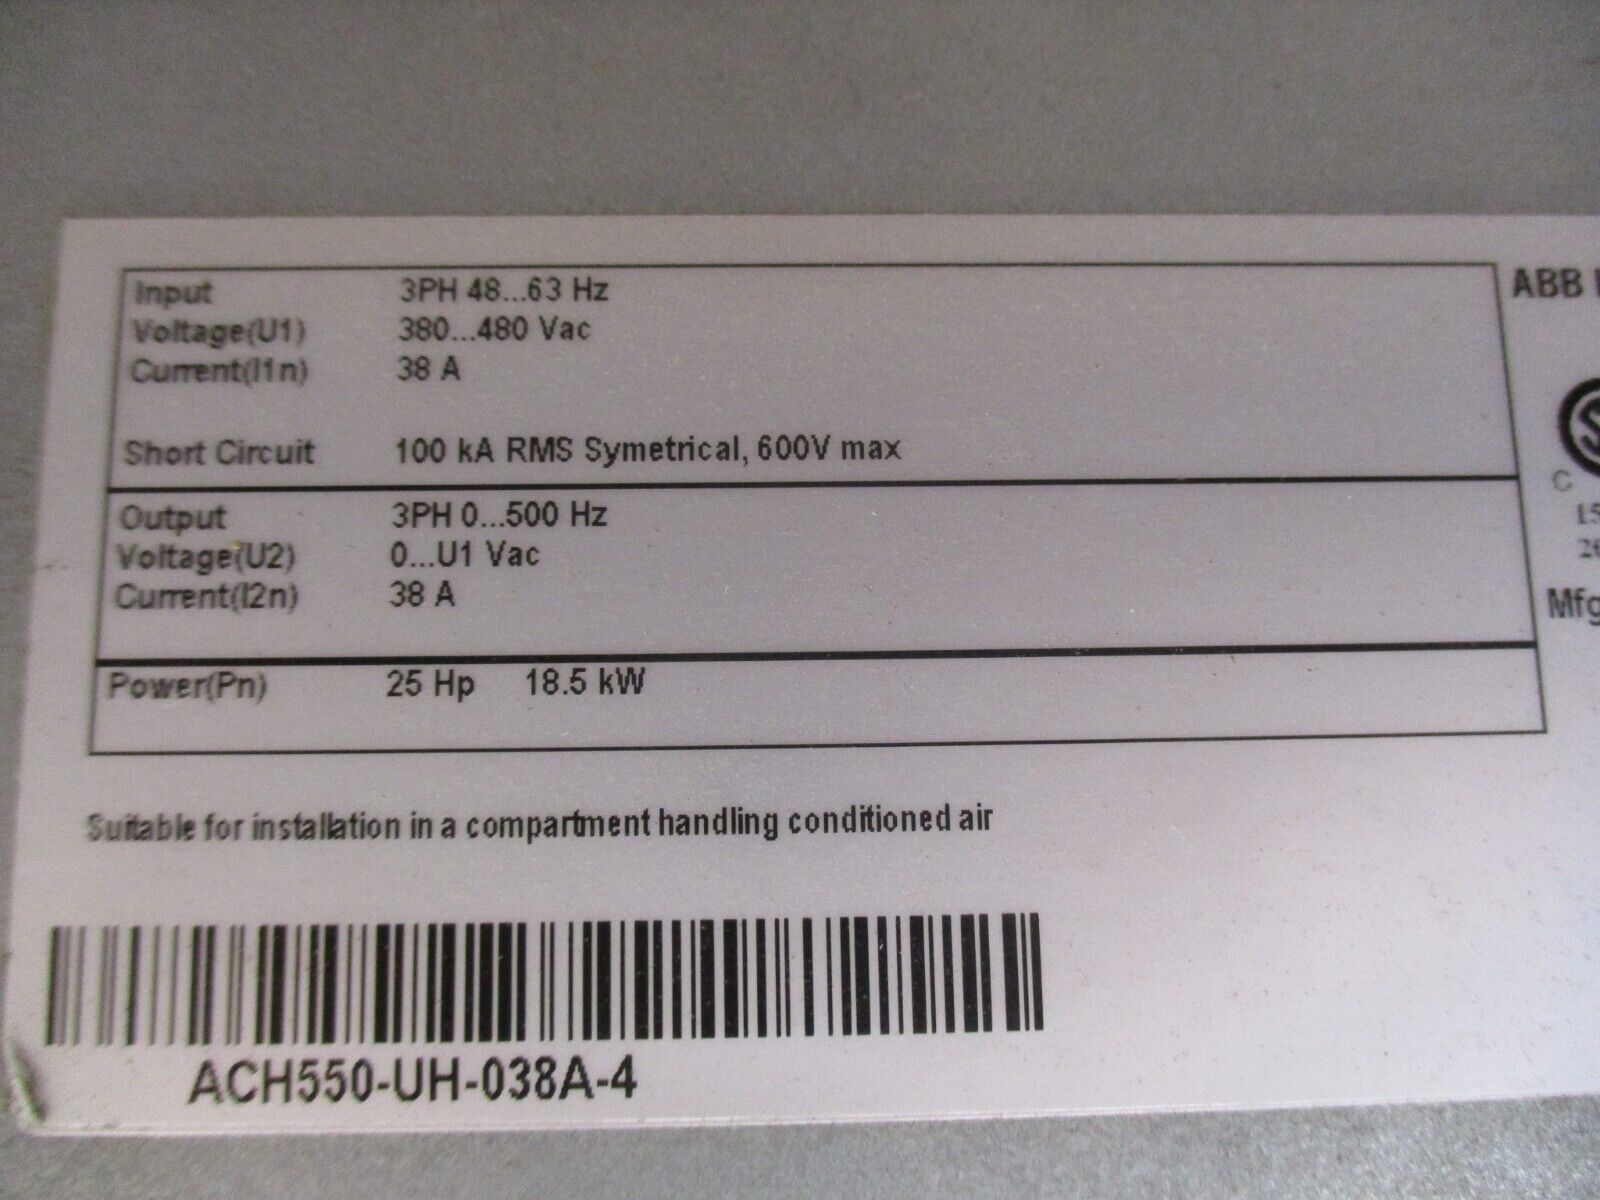 Input 3PH 48...63 Hz
Voltage(U1) 380...480 Vac
Current(I1n) 38 A
Short Circuit 100 kA RMS Symetrical, 600V max
Output 3PH 0...500 Hz
Voltage(U2) 0...U1 Vac
Current(I2n) 38 A
Power(Pn) 25 Hp 18.5 kW
Suitable for installation in a compartment handling conditioned air
ACH550-UH-038A-4
ABB
C
Mfg